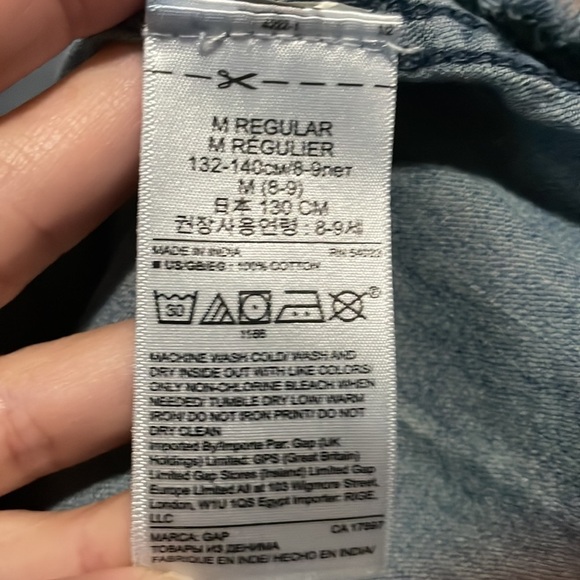 M REGULAR
M RÉGULIER
132-140см/8-9лет
M (8-9)
日本 130 CM
권장사용연령 : 8-9세
MADE IN INDIA
US/GB/EG : 100% COTTON
30
®
MACHINE WASH COLD/ WASH AND
DRY INSIDE OUT WITH LIKE COLORS/
ONLY NON-CHLORINE BLEACH WHEN
NEEDED/ TUMBLE DRY LOW/ WARM
IRON/ DO NOT IRON PRINT/ DO NOT
DRY CLEAN
Imported By/Importe Par: Gap (UK
Holdings) Limited. GPS (Great Britain)
Limited Gap Stores (Ireland) Limited Gap
Europe Limited All at 103 Wigmore Street,
London, W1U 1QS Egypt Importer: RIGE,
LLC
MARCA: GAP
CA 17897
ТОВАРЫ ИЗ ДЕНИМА
FABRIQUE EN INDE/ HECHO EN INDIA/